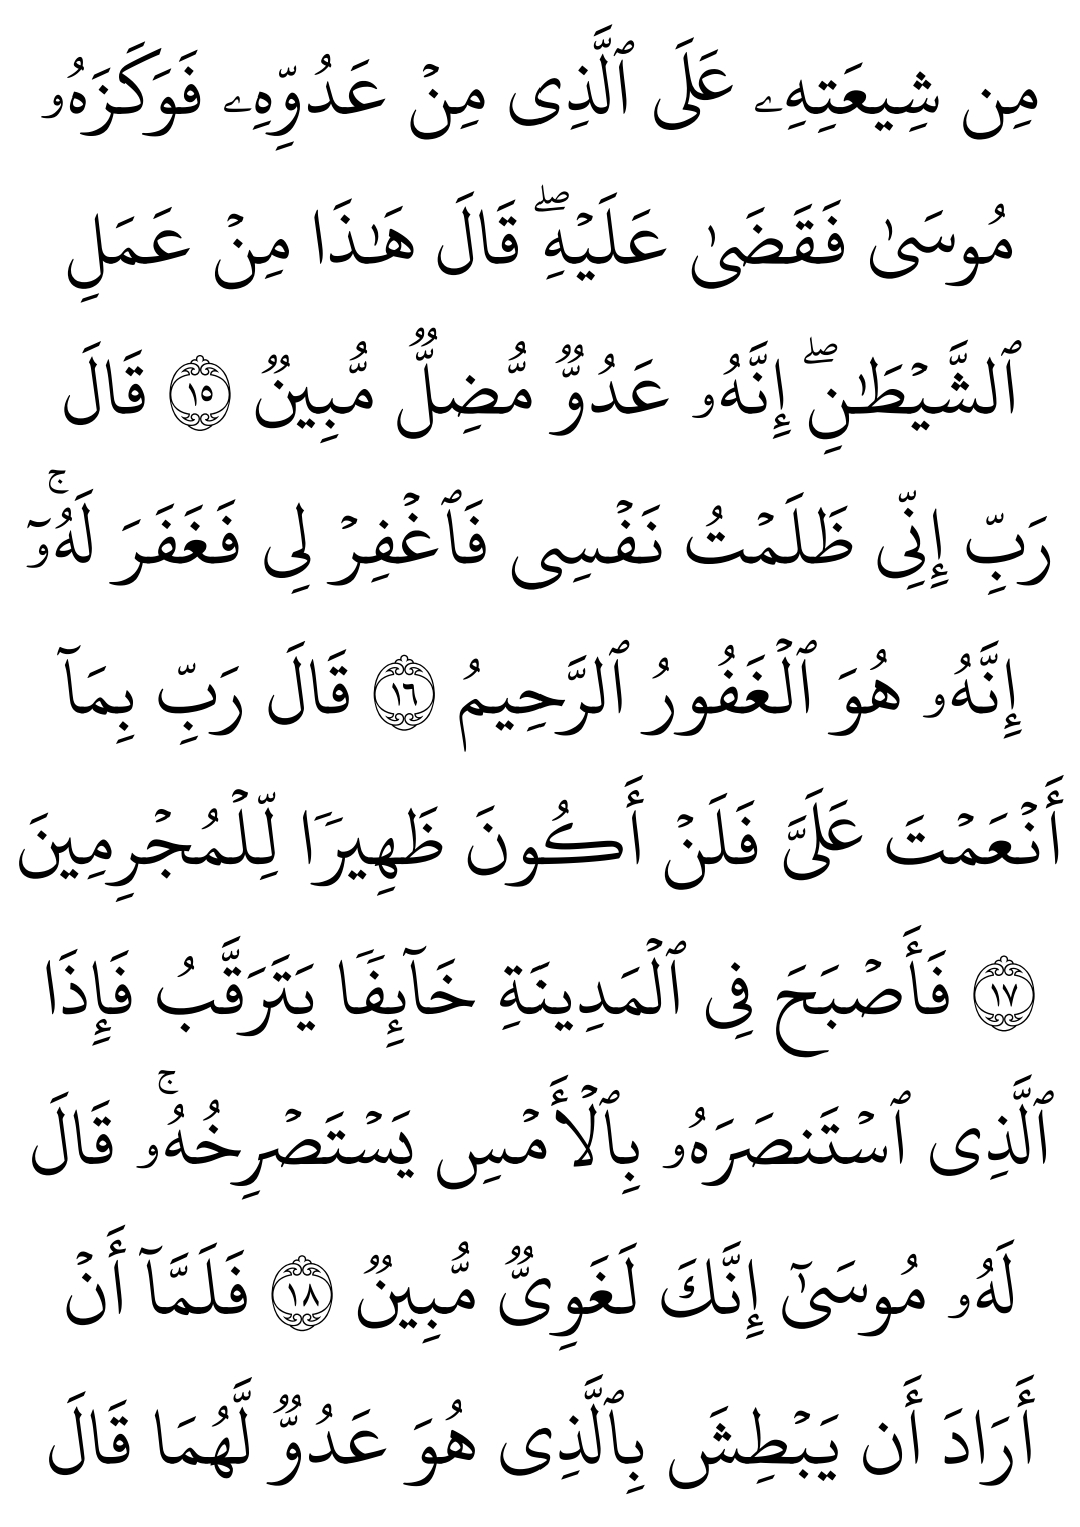 مِن شِيعَتِهِۦ عَلَى ٱلَّذِى مِنْ عَدُوِّهِۦ فَوَكَزَهُۥ
مُوسَىٰ فَقَضَىٰ عَلَيْهِ ۖ قَالَ هَـٰذَا مِنْ عَمَلِ
ٱلشَّيْطَـٰنِ ۖ إِنَّهُۥ عَدُوٌّ مُّضِلٌّ مُّبِينٌ ١٥ قَالَ
رَبِّ إِنِّى ظَلَمْتُ نَفْسِى فَٱغْفِرْ لِى فَغَفَرَ لَهُۥٓ ۚ
إِنَّهُۥ هُوَ ٱلْغَفُورُ ٱلرَّحِيمُ ١٦ قَالَ رَبِّ بِمَآ
أَنْعَمْتَ عَلَىَّ فَلَنْ أَكُونَ ظَهِيرًا لِّلْمُجْرِمِينَ
١٧ فَأَصْبَحَ فِى ٱلْمَدِينَةِ خَآئِفًا يَتَرَقَّبُ فَإِذَا
ٱلَّذِى ٱسْتَنصَرَهُۥ بِٱلْأَمْسِ يَسْتَصْرِخُهُۥ ۚ قَالَ
لَهُۥ مُوسَىٰٓ إِنَّكَ لَغَوِىٌّ مُّبِينٌ ١٨ فَلَمَّآ أَنْ
أَرَادَ أَن يَبْطِشَ بِٱلَّذِى هُوَ عَدُوٌّ لَّهُمَا قَالَ